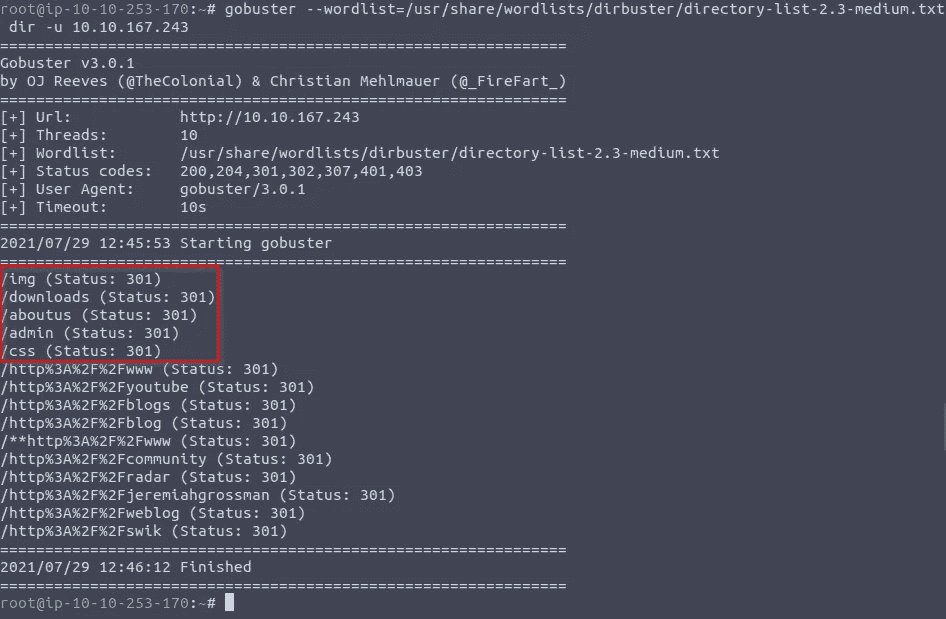 root@ip-10-10-253-170:~# gobuster --wordlist=/usr/share/wordlists/dirbuster/directory-list-2.3-medium.txt
 dir -u 10.10.167.243
===============================================================
Gobuster v3.0.1
by OJ Reeves (@TheColonial) & Christian Mehlmauer (@_FireFart_)
===============================================================
[+] Url:            http://10.10.167.243
[+] Threads:        10
[+] Wordlist:       /usr/share/wordlists/dirbuster/directory-list-2.3-medium.txt
[+] Status codes:   200,204,301,302,307,401,403
[+] User Agent:     gobuster/3.0.1
[+] Timeout:        10s
===============================================================
2021/07/29 12:45:53 Starting gobuster
===============================================================
/img (Status: 301)
/downloads (Status: 301)
/aboutus (Status: 301)
/admin (Status: 301)
/css (Status: 301)
/http%3A%2F%2Fwww (Status: 301)
/http%3A%2F%2Fyoutube (Status: 301)
/http%3A%2F%2Fblogs (Status: 301)
/http%3A%2F%2Fblog (Status: 301)
/**http%3A%2F%2Fwww (Status: 301)
/http%3A%2F%2Fcommunity (Status: 301)
/http%3A%2F%2Fradar (Status: 301)
/http%3A%2F%2Fjeremiahgrossman (Status: 301)
/http%3A%2F%2Fweblog (Status: 301)
/http%3A%2F%2Fswik (Status: 301)
===============================================================
2021/07/29 12:46:12 Finished
===============================================================
root@ip-10-10-253-170:~#